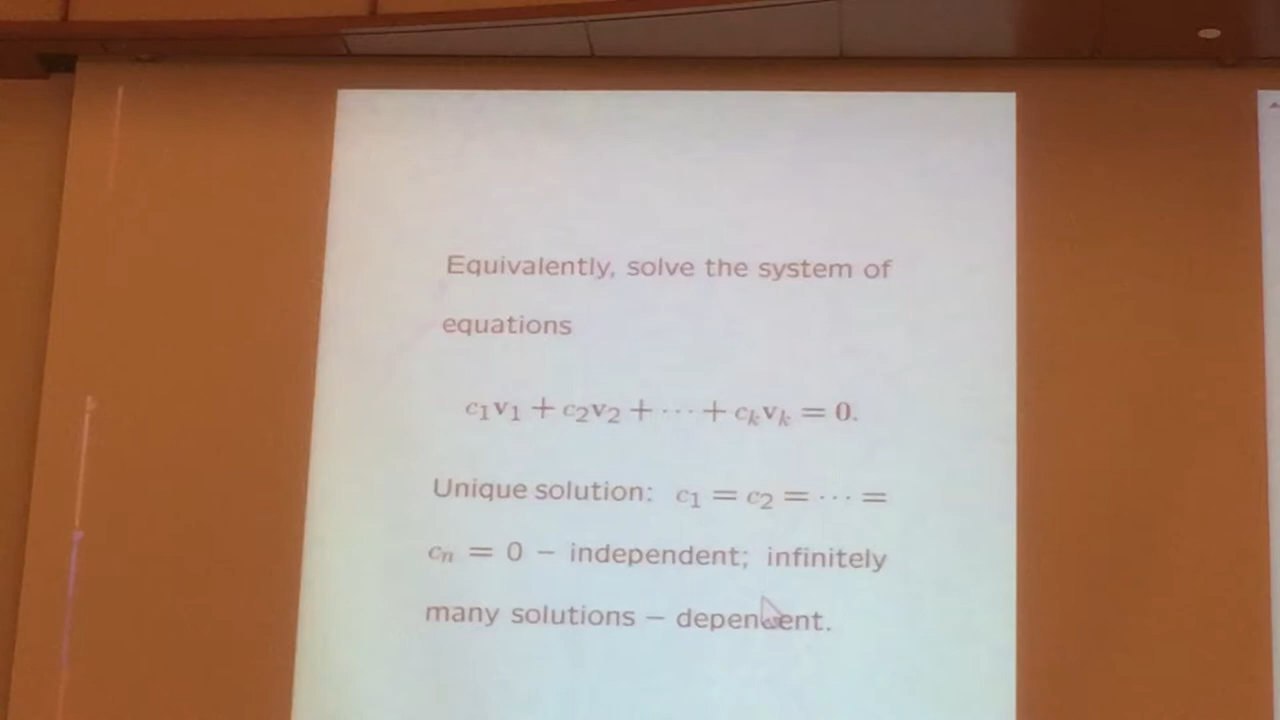 Equivalently, solve the system of
equations
c₁v₁ + c₂v₂ + ··· + cₖvₖ = 0.
Unique solution: c₁ = c₂ = ··· =
cₙ = 0 – independent; infinitely
many solutions – dependent.